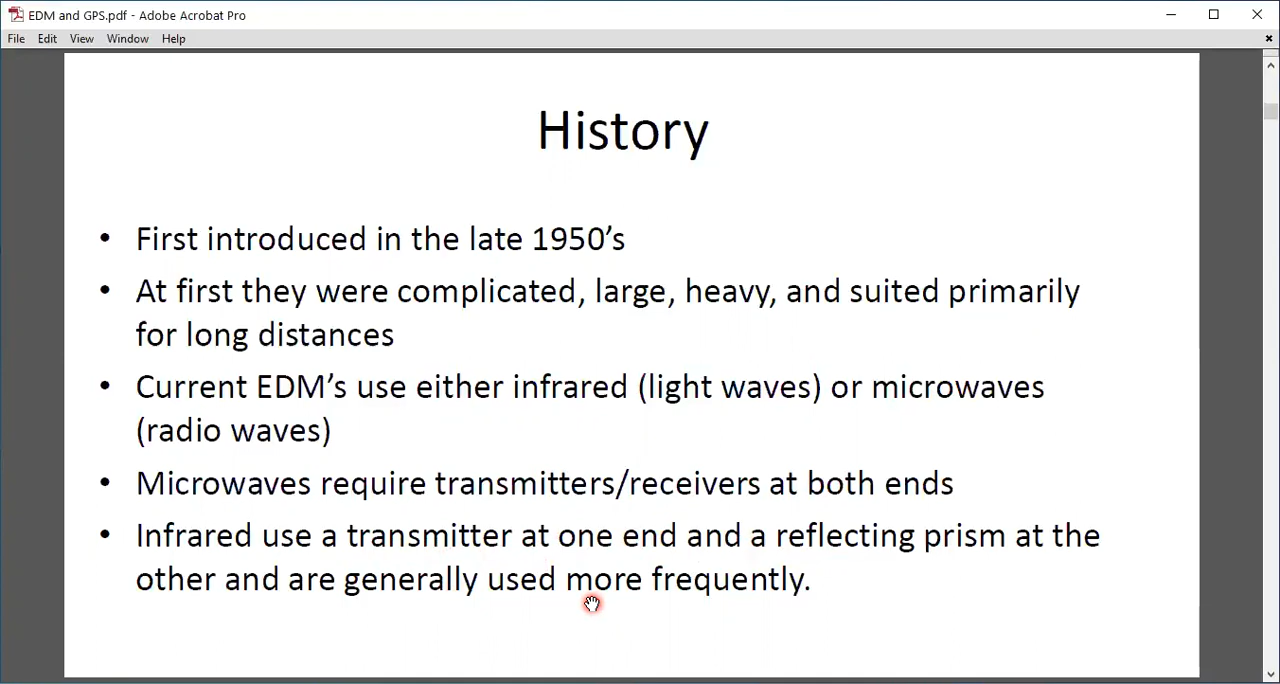 EDM and GPS.pdf - Adobe Acrobat Pro
File Edit View Window Help
History
• First introduced in the late 1950's
• At first they were complicated, large, heavy, and suited primarily
for long distances
• Current EDM's use either infrared (light waves) or microwaves
(radio waves)
• Microwaves require transmitters/receivers at both ends
• Infrared use a transmitter at one end and a reflecting prism at the
other and are generally used more frequently.